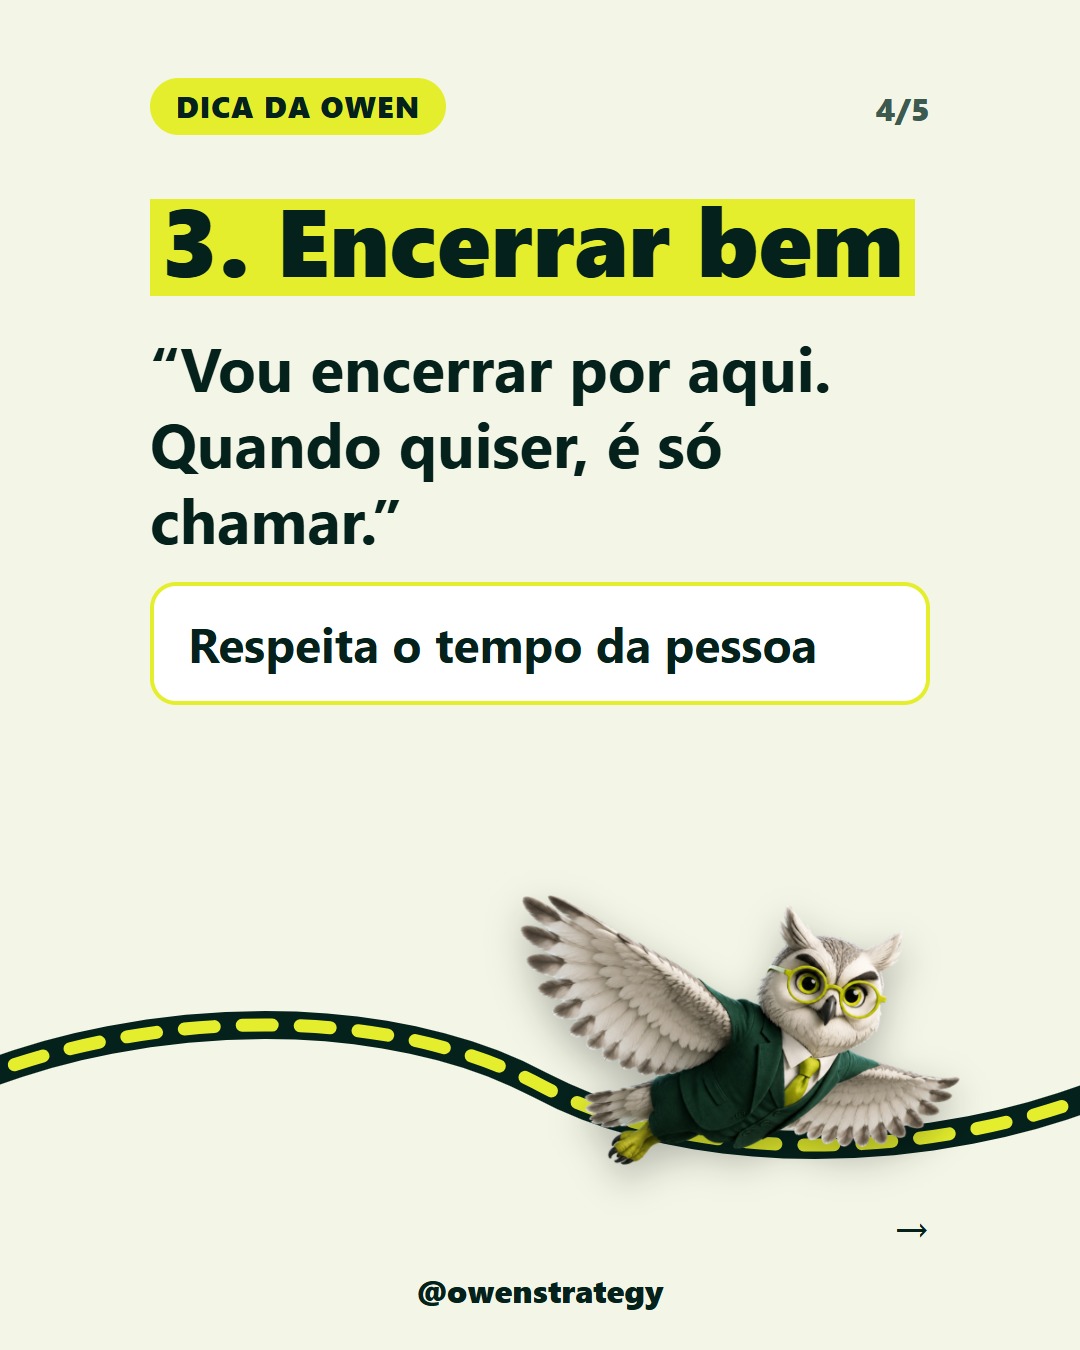 DICA DA OWEN
4/5
3. Encerrar bem
“Vou encerrar por aqui.
Quando quiser, é só
chamar.”
Respeita o tempo da pessoa
→
@owenstrategy